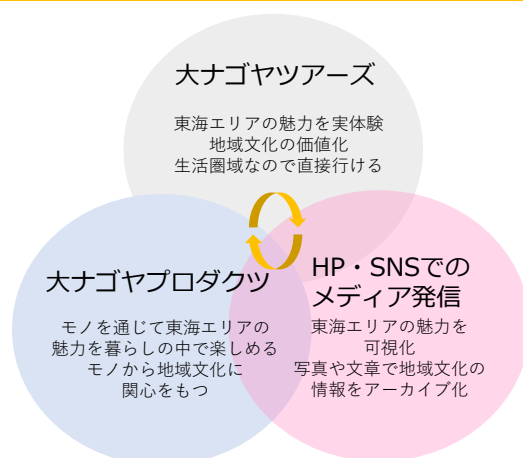 大ナゴヤツアーズ
東海エリアの魅力を実体験
地域文化の価値化
生活圏域なので直接行ける
大ナゴヤプロダクツ
モノを通じて東海エリアの
魅力を暮らしの中で楽しめる
モノから地域文化に
関心をもつ
HP・SNSでの
メディア発信
東海エリアの魅力を
可視化
写真や文章で地域文化の
情報をアーカイブ化